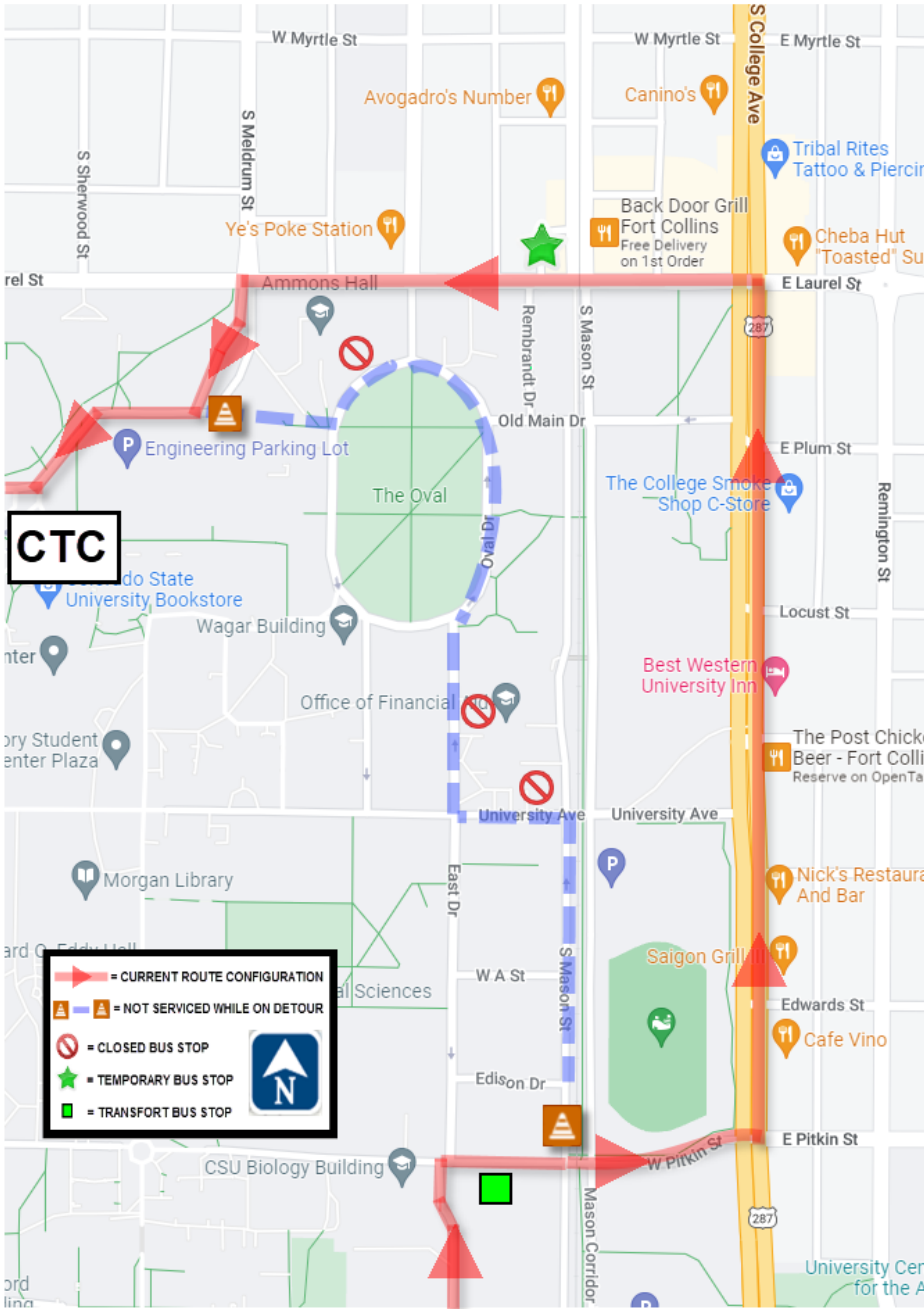 W Myrtle St
W Myrtle St
E Myrtle St
S College Ave
Avogadro's Number
Canino's
S Meldrum St
S Sherwood St
Tribal Rites
Tattoo & Piercin
Back Door Grill
Fort Collins
Free Delivery
on 1st Order
Ye's Poke Station
Cheba Hut
"Toasted" Su
rel St
Ammons Hall
E Laurel St
287
Rembrandt Dr
S Mason St
Old Main Dr
P
Engineering Parking Lot
E Plum St
The College Smoke
Shop C-Store
The Oval
Oval Dr
Remington St
CTC
do State
University Bookstore
Locust St
Wagar Building
nter
Best Western
University Inn
Office of Financial Aid
ory Student
enter Plaza
The Post Chicke
Beer - Fort Colli
Reserve on OpenTa
University Ave
University Ave
P
Morgan Library
East Dr
Nick's Restaura
And Bar
Saigon Grill III
S Mason St
W A St
al Sciences
Edwards St
Cafe Vino
= CURRENT ROUTE CONFIGURATION
= NOT SERVICED WHILE ON DETOUR
= CLOSED BUS STOP
= TEMPORARY BUS STOP
= TRANSFORT BUS STOP
N
Edison Dr
E Pitkin St
W Pitkin St
CSU Biology Building
Mason Corridor
287
University Cen
for the A
ord
P